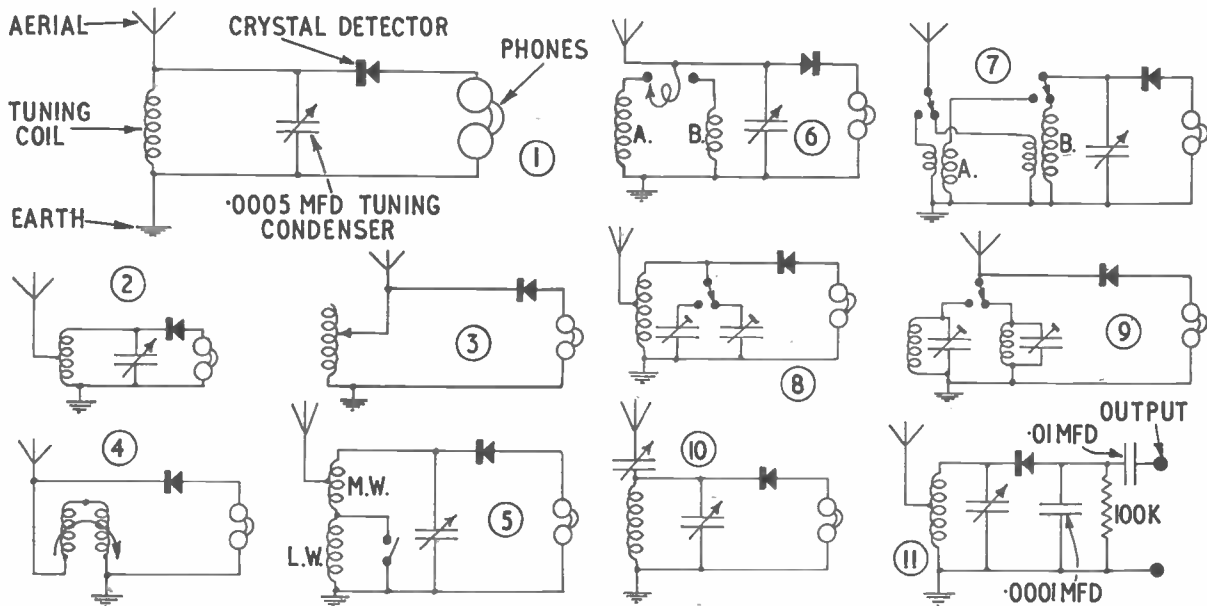 AERIAL
CRYSTAL DETECTOR
PHONES
TUNING
COIL
EARTH
.0005 MFD TUNING
CONDENSER
1
2
3
4
M.W.
L.W.
5
A.
B.
6
7
A.
B.
8
9
10
OUTPUT
.01MFD
100K
11
.0001MFD